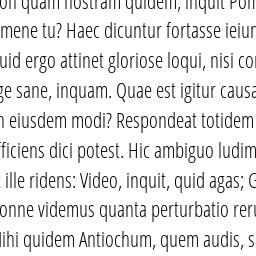 quam nostram quidem, inquit Pom
mene tu? Haec dicuntur fortasse ieiun
uid ergo attinet gloriose loqui, nisi con
ge sane, inquam. Quae est igitur causa
n eiusdem modi? Respondeat totidem
fficiens dici potest. Hic ambiguo ludim
ille ridens: Video, inquit, quid agas;
onne videmus quanta perturbatio reru
Mihi quidem Antiochum, quem audis, s